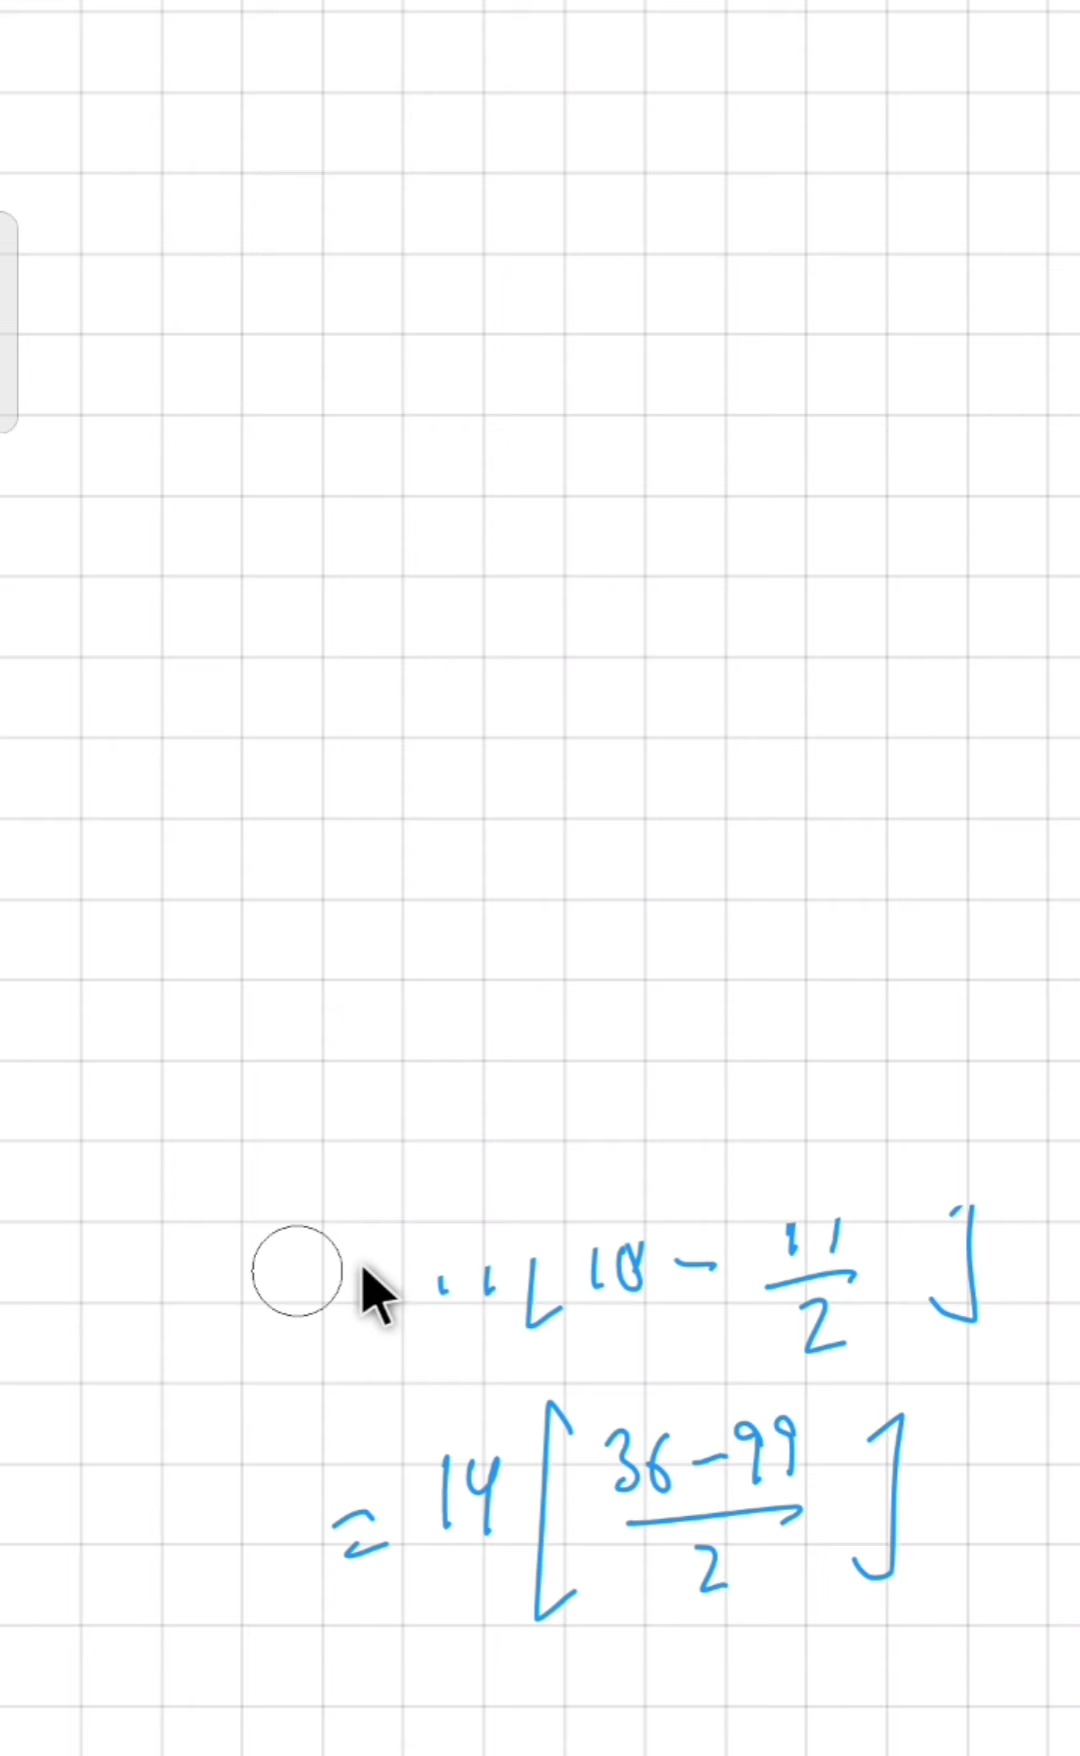 [ 18 - — 2 ]
= 14 [ 36-99 / 2 ]